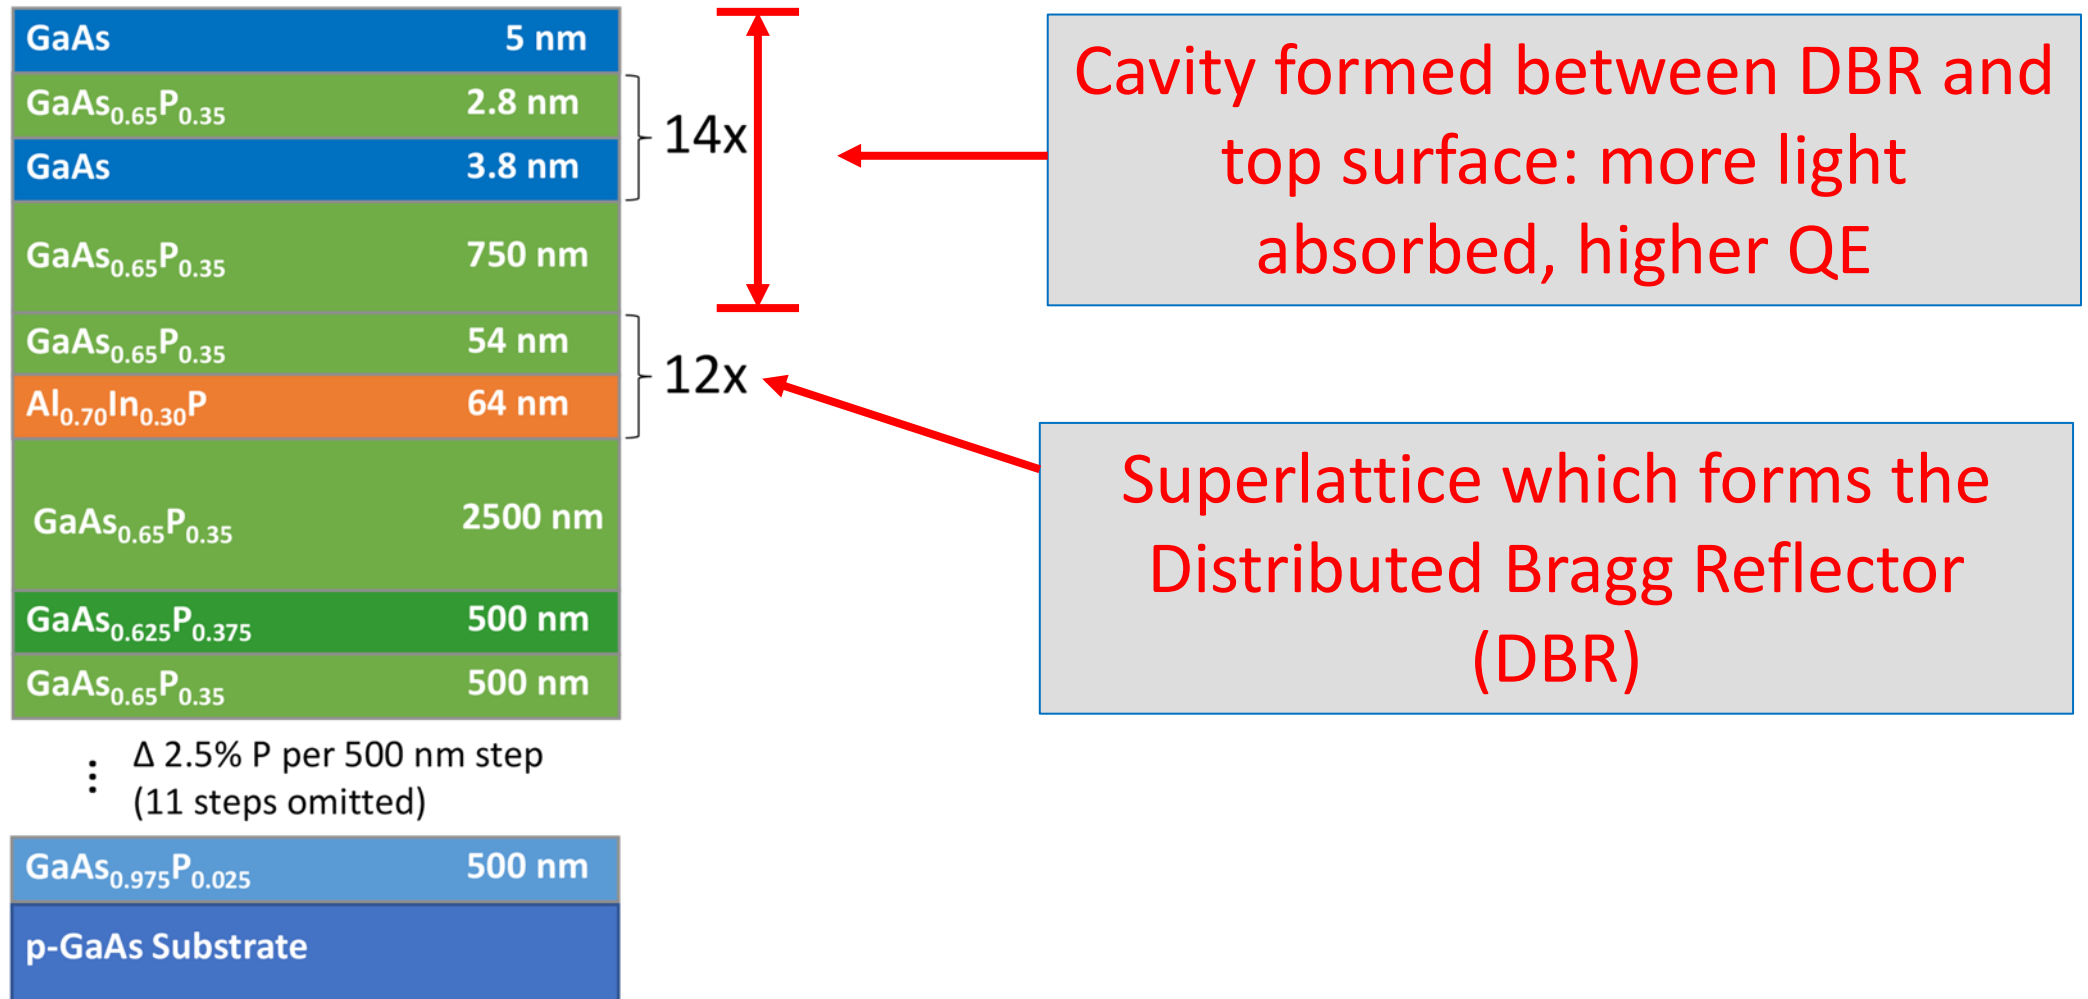 GaAs 5 nm
GaAs0.65P0.35 2.8 nm
14x
GaAs 3.8 nm
GaAs0.65P0.35 750 nm
GaAs0.65P0.35 54 nm
12x
Al0.70In0.30P 64 nm
GaAs0.65P0.35 2500 nm
GaAs0.625P0.375 500 nm
GaAs0.65P0.35 500 nm
⋮ Δ 2.5% P per 500 nm step
(11 steps omitted)
GaAs0.975P0.025 500 nm
p-GaAs Substrate
Cavity formed between DBR and
top surface: more light
absorbed, higher QE
Superlattice which forms the
Distributed Bragg Reflector
(DBR)